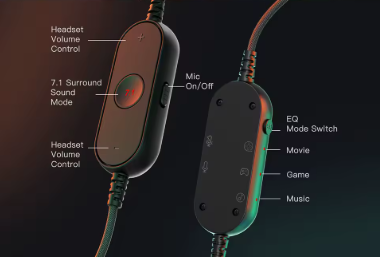 Headset
Volume
Control
+
7.1 Surround
Sound
Mode
Mic
On/Off
Headset
Volume
Control
-
EQ
Mode Switch
Movie
Game
Music